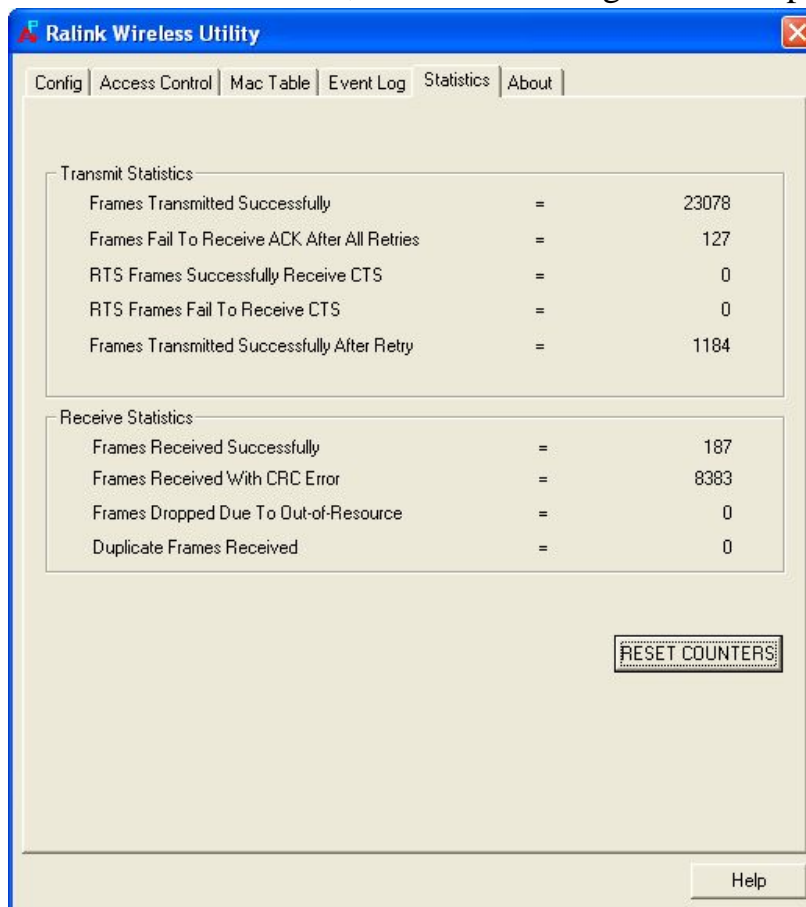 Ralink Wireless Utility
Config Access Control Mac Table Event Log Statistics About
Transmit Statistics
Frames Transmitted Successfully = 23078
Frames Fail To Receive ACK After All Retries = 127
RTS Frames Successfully Receive CTS = 0
RTS Frames Fail To Receive CTS = 0
Frames Transmitted Successfully After Retry = 1184
Receive Statistics
Frames Received Successfully = 187
Frames Received With CRC Error = 8383
Frames Dropped Due To Out-of-Resource = 0
Duplicate Frames Received = 0
RESET COUNTERS
Help